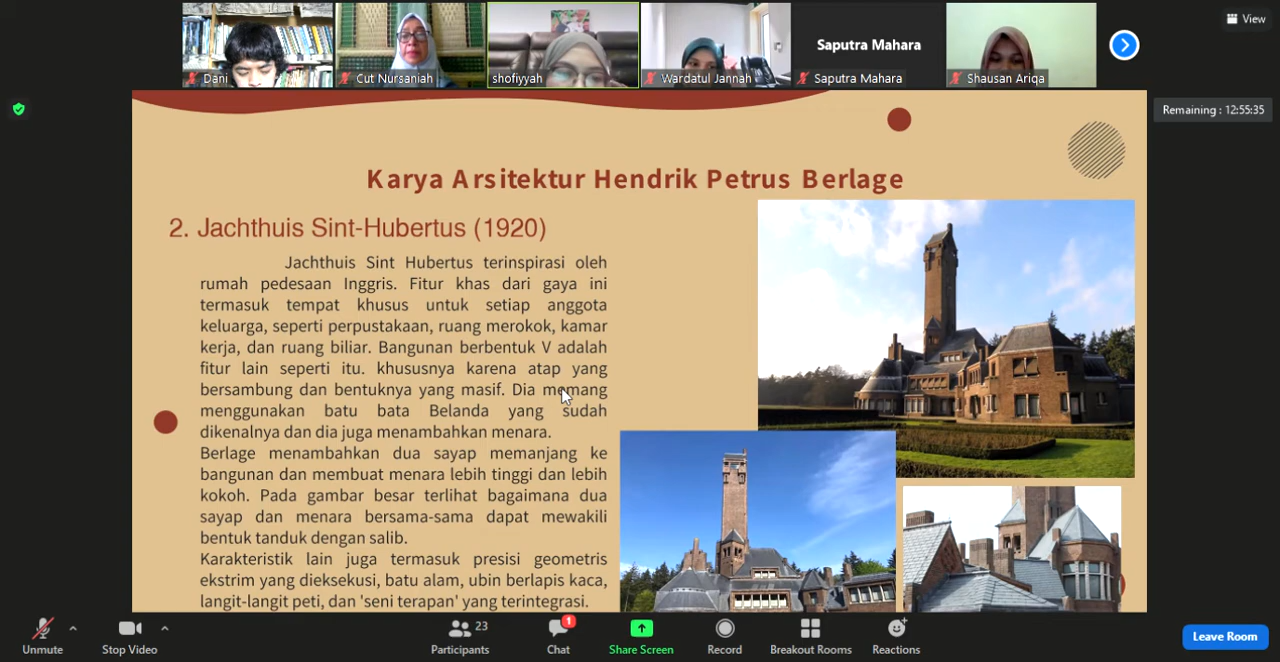 View
Saputra Mahara
Dani
Cut Nursaniah
shofiyyah
Wardatul Jannah
Saputra Mahara
Shausan Ariqa
Remaining : 12:55:35
Karya Arsitektur Hendrik Petrus Berlage
2. Jachthuis Sint-Hubertus (1920)
Jachthuis Sint Hubertus terinspirasi oleh
rumah pedesaan Inggris. Fitur khas dari gaya ini
termasuk tempat khusus untuk setiap anggota
keluarga, seperti perpustakaan, ruang merokok, kamar
kerja, dan ruang biliar. Bangunan berbentuk V adalah
fitur lain seperti itu. khususnya karena atap yang
bersambung dan bentuknya yang masif. Dia memang
menggunakan batu bata Belanda yang sudah
dikenalnya dan dia juga menambahkan menara.
Berlage menambahkan dua sayap memanjang ke
bangunan dan membuat menara lebih tinggi dan lebih
kokoh. Pada gambar besar terlihat bagaimana dua
sayap dan menara bersama-sama dapat mewakili
bentuk tanduk dengan salib.
Karakteristik lain juga termasuk presisi geometris
ekstrim yang dieksekusi, batu alam, ubin berlapis kaca,
langit-langit peti, dan 'seni terapan' yang terintegrasi.
Unmute
Stop Video
23
Participants
1
Chat
Share Screen
Record
Breakout Rooms
Reactions
Leave Room